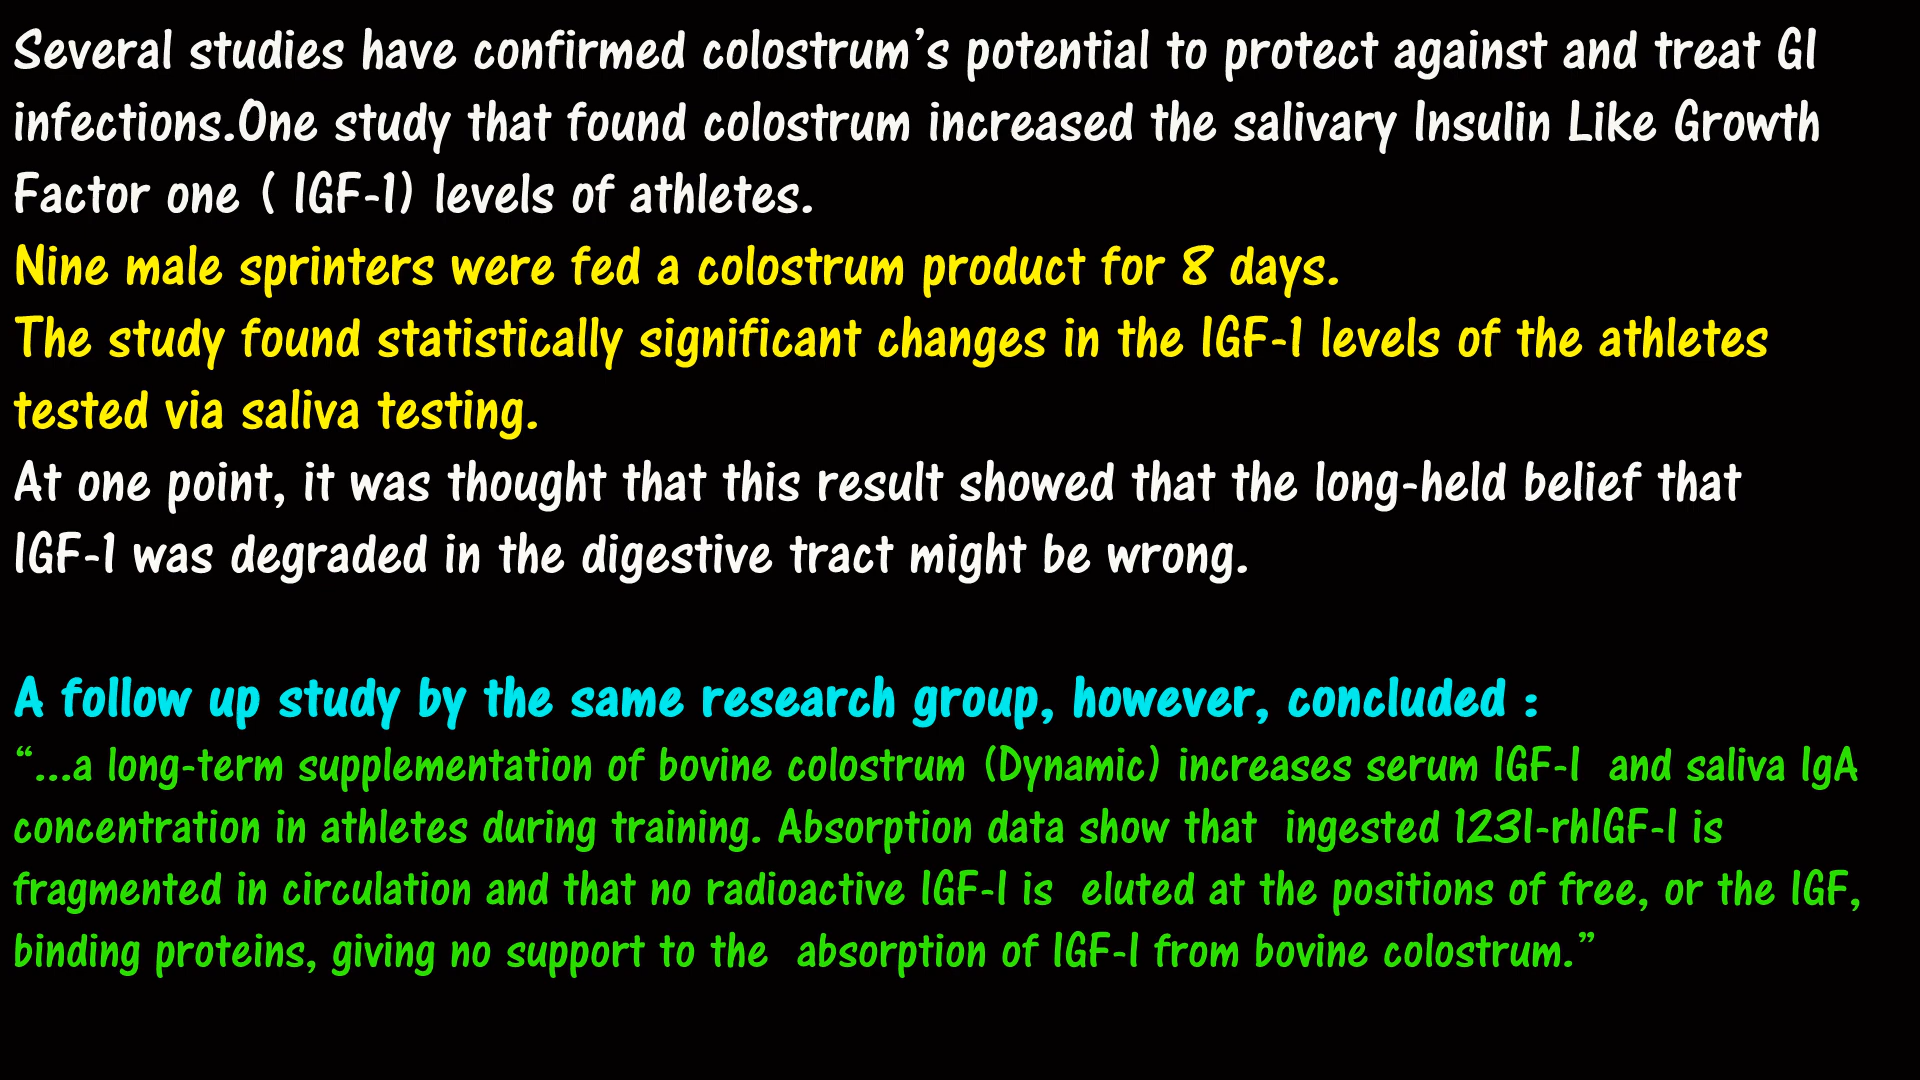 Several studies have confirmed colostrum’s potential to protect against and treat GI
infections.One study that found colostrum increased the salivary Insulin Like Growth
Factor one ( IGF-1) levels of athletes.
Nine male sprinters were fed a colostrum product for 8 days.
The study found statistically significant changes in the IGF-1 levels of the athletes
tested via saliva testing.
At one point, it was thought that this result showed that the long-held belief that
IGF-1 was degraded in the digestive tract might be wrong.
A follow up study by the same research group, however, concluded :
“...a long-term supplementation of bovine colostrum (Dynamic) increases serum IGF-I  and saliva IgA
concentration in athletes during training. Absorption data show that  ingested 123I-rhIGF-I is
fragmented in circulation and that no radioactive IGF-I is  eluted at the positions of free, or the IGF,
binding proteins, giving no support to the  absorption of IGF-I from bovine colostrum.”